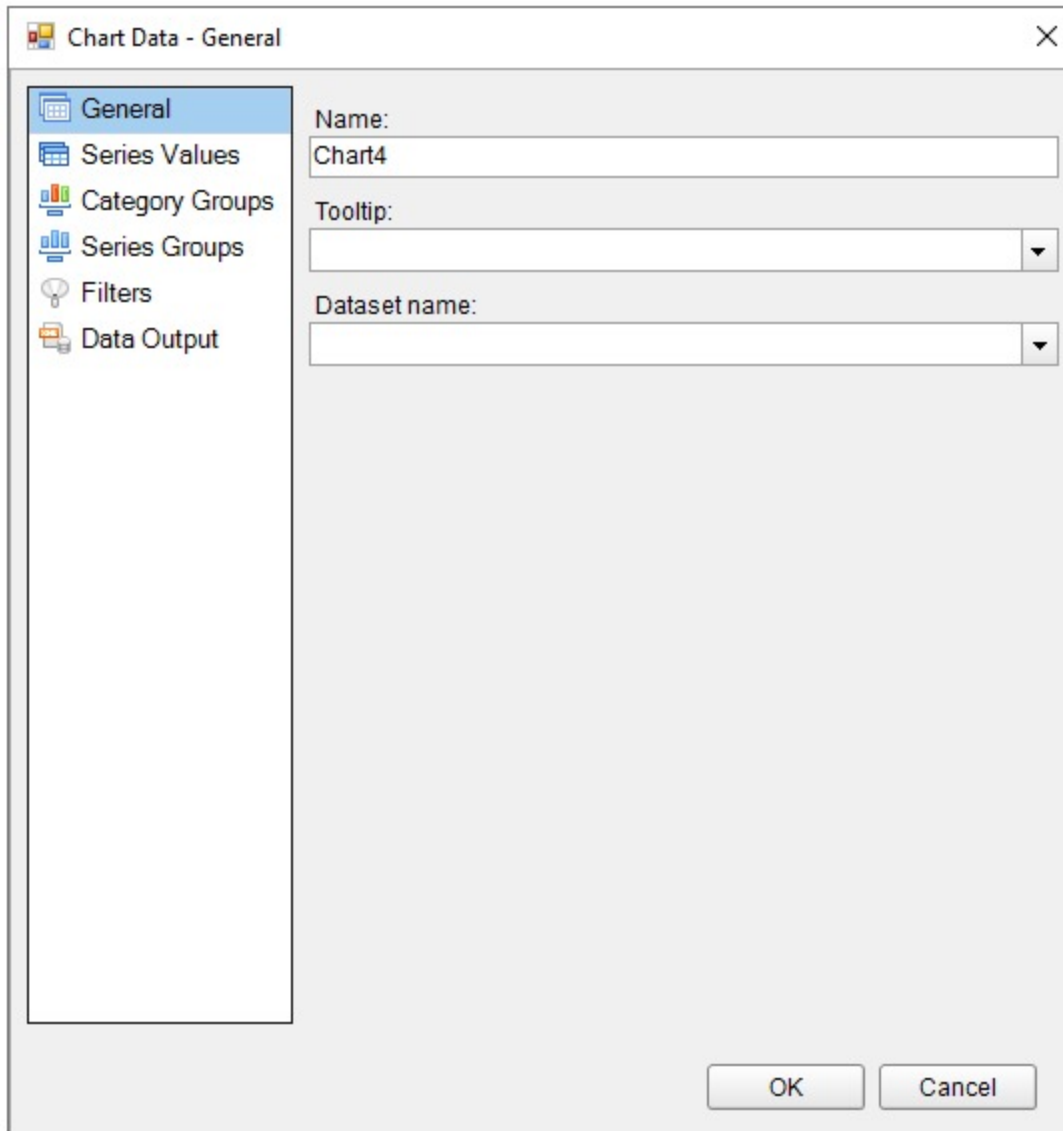 Chart Data - General
General
Series Values
Category Groups
Series Groups
Filters
Data Output
Name:
Chart4
Tooltip:
Dataset name:
OK
Cancel